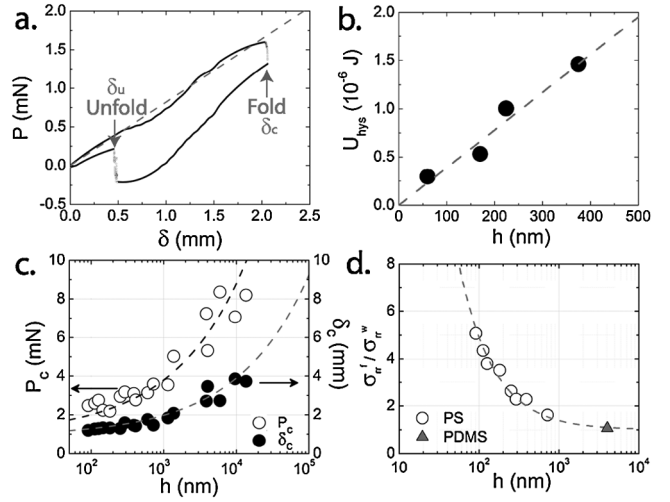 a.
P (mN)
2.0
1.5
1.0
0.5
0.0
-0.5
δu
Unfold
Fold
δc
0.0 0.5 1.0 1.5 2.0 2.5
δ (mm)
b.
Uhys (10-6 J)
2.0
1.5
1.0
0.5
0.0
0 100 200 300 400 500
h (nm)
c.
Pc (mN)
10
8
6
4
2
0
10
8
6
4
2
0
δc (mm)
Pc
δc
10^2 10^3 10^4 10^5
h (nm)
d.
σrr^f / σrr^w
8
6
4
2
0
PS
PDMS
10 10^2 10^3 10^4
h (nm)